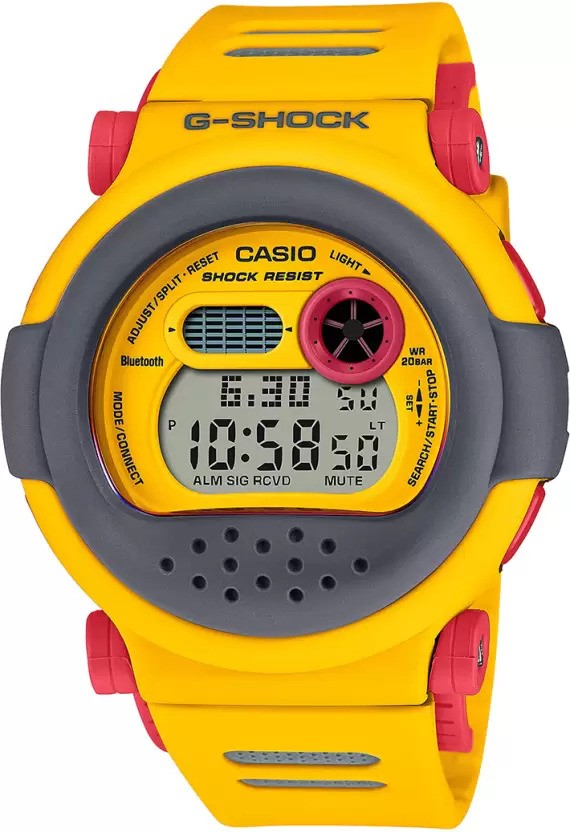 G-SHOCK
CASIO
SHOCK RESIST
ADJUST/SPLIT·RESET
LIGHT
Bluetooth
WR
20BAR
6.30 SU
P 10:58 50 LT
ALM SIG RCVD MUTE
MODE/CONNECT
- SET +
SEARCH/START·STOP